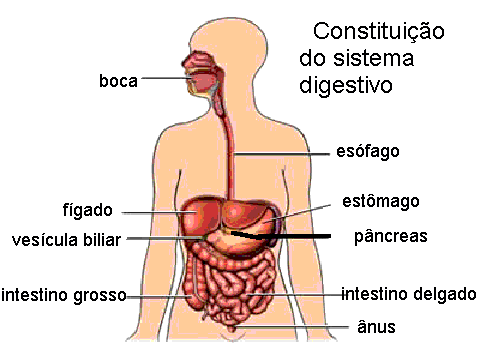 Constituição
do sistema
digestivo
boca
esófago
fígado
estômago
vesícula biliar
pâncreas
intestino grosso
intestino delgado
ânus